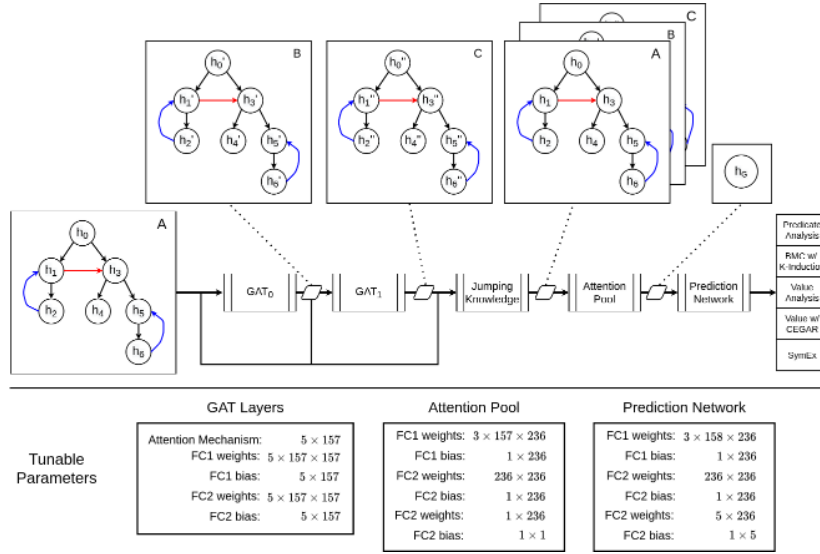 B
h₀'
h₁'
h₃'
h₂'
h₄'
h₅'
h₆'
C
h₀''
h₁''
h₃''
h₂''
h₄''
h₅''
h₆''
C
B
A
h₀
h₁
h₃
h₂
h₄
h₅
h₆
h_G
A
h₀
h₁
h₃
h₂
h₄
h₅
h₆
GAT₀
GAT₁
Jumping
Knowledge
Attention
Pool
Prediction
Network
Predicate
Analysis
BMC w/
K-Induction
Value
Analysis
Value w/
CEGAR
SymEx
Tunable
Parameters
GAT Layers
Attention Mechanism: 5 × 157
FC1 weights: 5 × 157 × 157
FC1 bias: 5 × 157
FC2 weights: 5 × 157 × 157
FC2 bias: 5 × 157
Attention Pool
FC1 weights: 3 × 157 × 236
FC1 bias: 1 × 236
FC2 weights: 236 × 236
FC2 bias: 1 × 236
FC2 weights: 1 × 236
FC2 bias: 1 × 1
Prediction Network
FC1 weights: 3 × 158 × 236
FC1 bias: 1 × 236
FC2 weights: 236 × 236
FC2 bias: 1 × 236
FC2 weights: 5 × 236
FC2 bias: 1 × 5